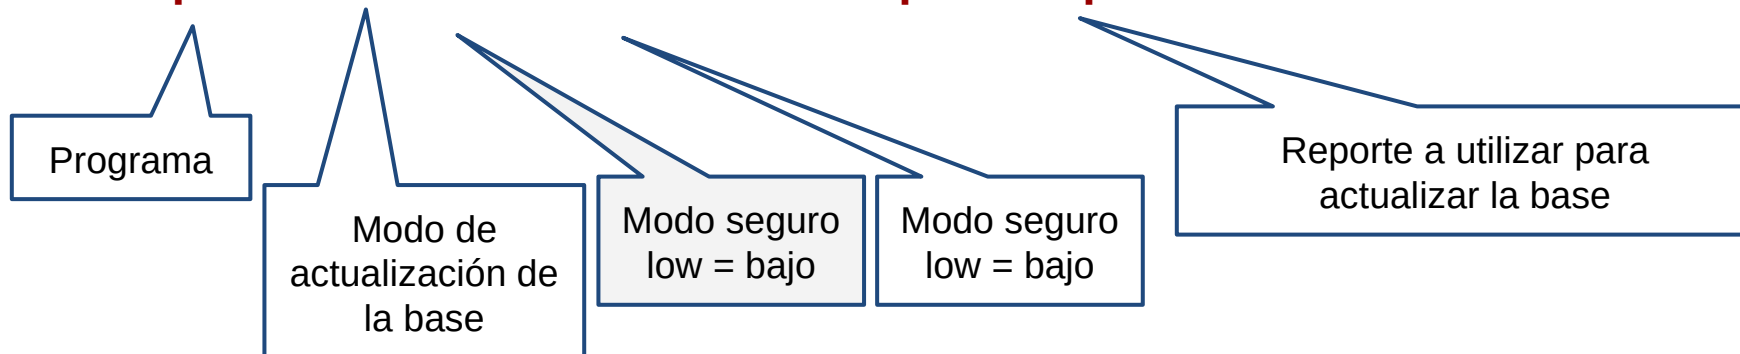 Programa
Modo de
actualización de
la base
Modo seguro
low = bajo
Modo seguro
low = bajo
Reporte a utilizar para
actualizar la base